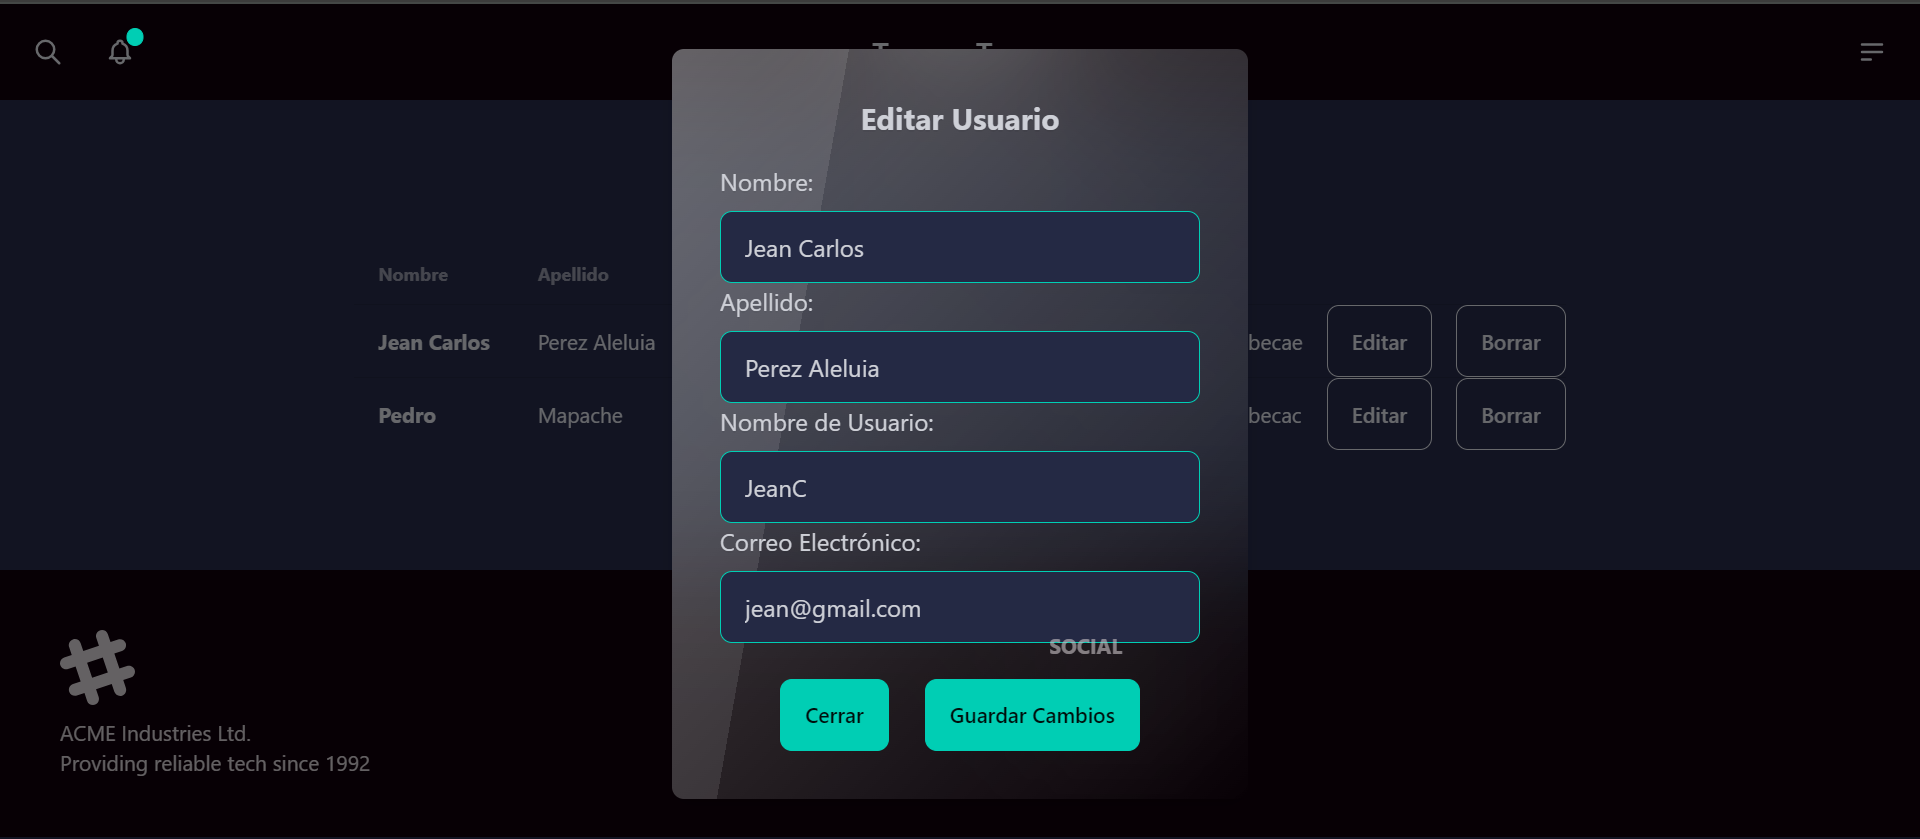 Editar Usuario
Nombre:
Jean Carlos
Apellido:
Perez Aleluia
Nombre de Usuario:
JeanC
Correo Electrónico:
jean@gmail.com
SOCIAL
Cerrar Guardar Cambios
Nombre Apellido
Jean Carlos Perez Aleluia becae Editar Borrar
Pedro Mapache becac Editar Borrar
ACME Industries Ltd.
Providing reliable tech since 1992